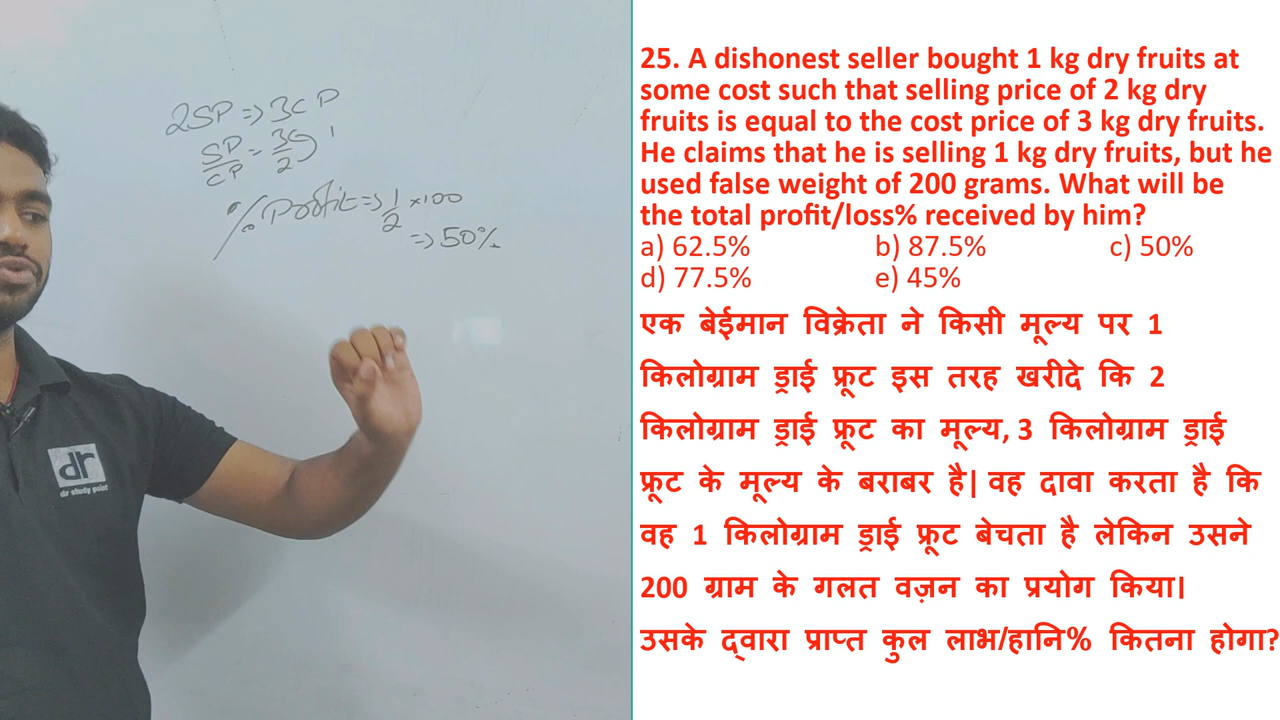 2SP => 3CP
SP/CP = 3/2
% Profit => 1/2 × 100
=> 50%
dr
dr study point
25. A dishonest seller bought 1 kg dry fruits at
some cost such that selling price of 2 kg dry
fruits is equal to the cost price of 3 kg dry fruits.
He claims that he is selling 1 kg dry fruits, but he
used false weight of 200 grams. What will be
the total profit/loss% received by him?
a) 62.5% b) 87.5% c) 50%
d) 77.5% e) 45%
एक बेईमान विक्रेता ने किसी मूल्य पर 1
किलोग्राम ड्राई फ्रूट इस तरह खरीदे कि 2
किलोग्राम ड्राई फ्रूट का मूल्य, 3 किलोग्राम ड्राई
फ्रूट के मूल्य के बराबर है| वह दावा करता है कि
वह 1 किलोग्राम ड्राई फ्रूट बेचता है लेकिन उसने
200 ग्राम के गलत वज़न का प्रयोग किया।
उसके द्वारा प्राप्त कुल लाभ/हानि% कितना होगा?